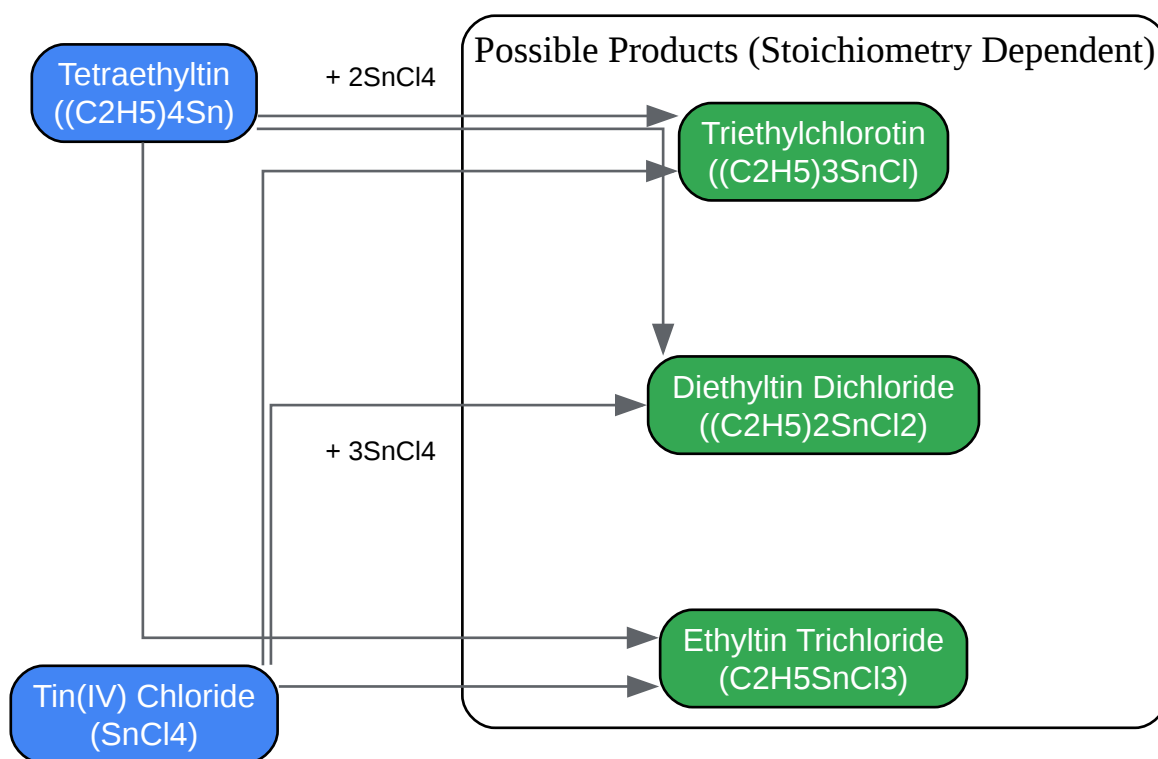 Possible Products (Stoichiometry Dependent)
Tetraethyltin
((C2H5)4Sn)
+ 2SnCl4
Triethylchlorotin
((C2H5)3SnCl)
Diethyltin Dichloride
((C2H5)2SnCl2)
+ 3SnCl4
Ethyltin Trichloride
(C2H5SnCl3)
Tin(IV) Chloride
(SnCl4)